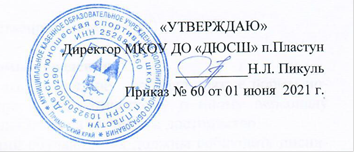 «УТВЕРЖДАЮ»
Директор МКОУ ДО «ДЮСШ» п.Пластун
Н.Л. Пикуль
Приказ № 60 от 01 июня 2021 г.